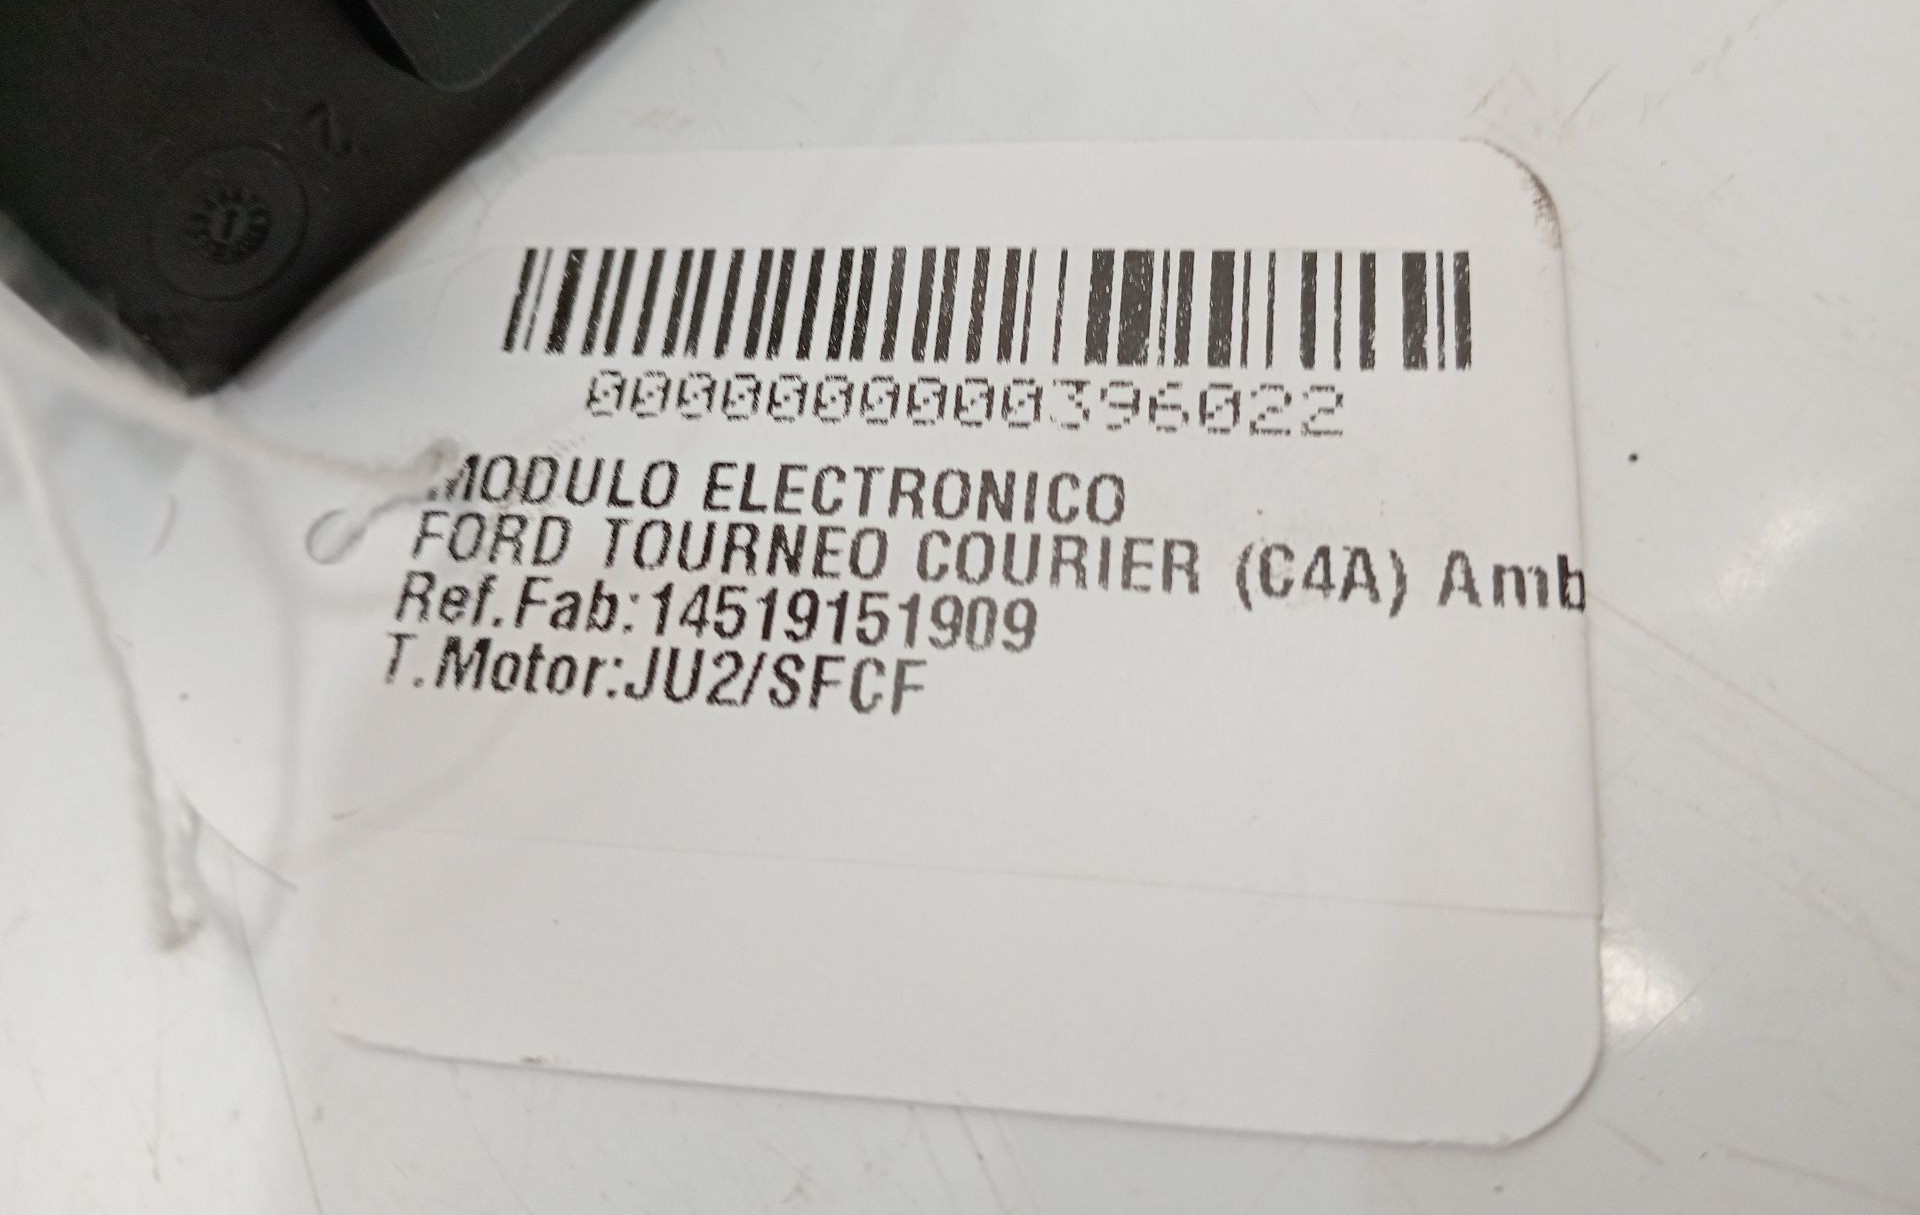 0000000000396022
MODULO ELECTRONICO
FORD TOURNEO COURIER (C4A) Amb
Ref.Fab:14519151909
T.Motor:JU2/SFCF